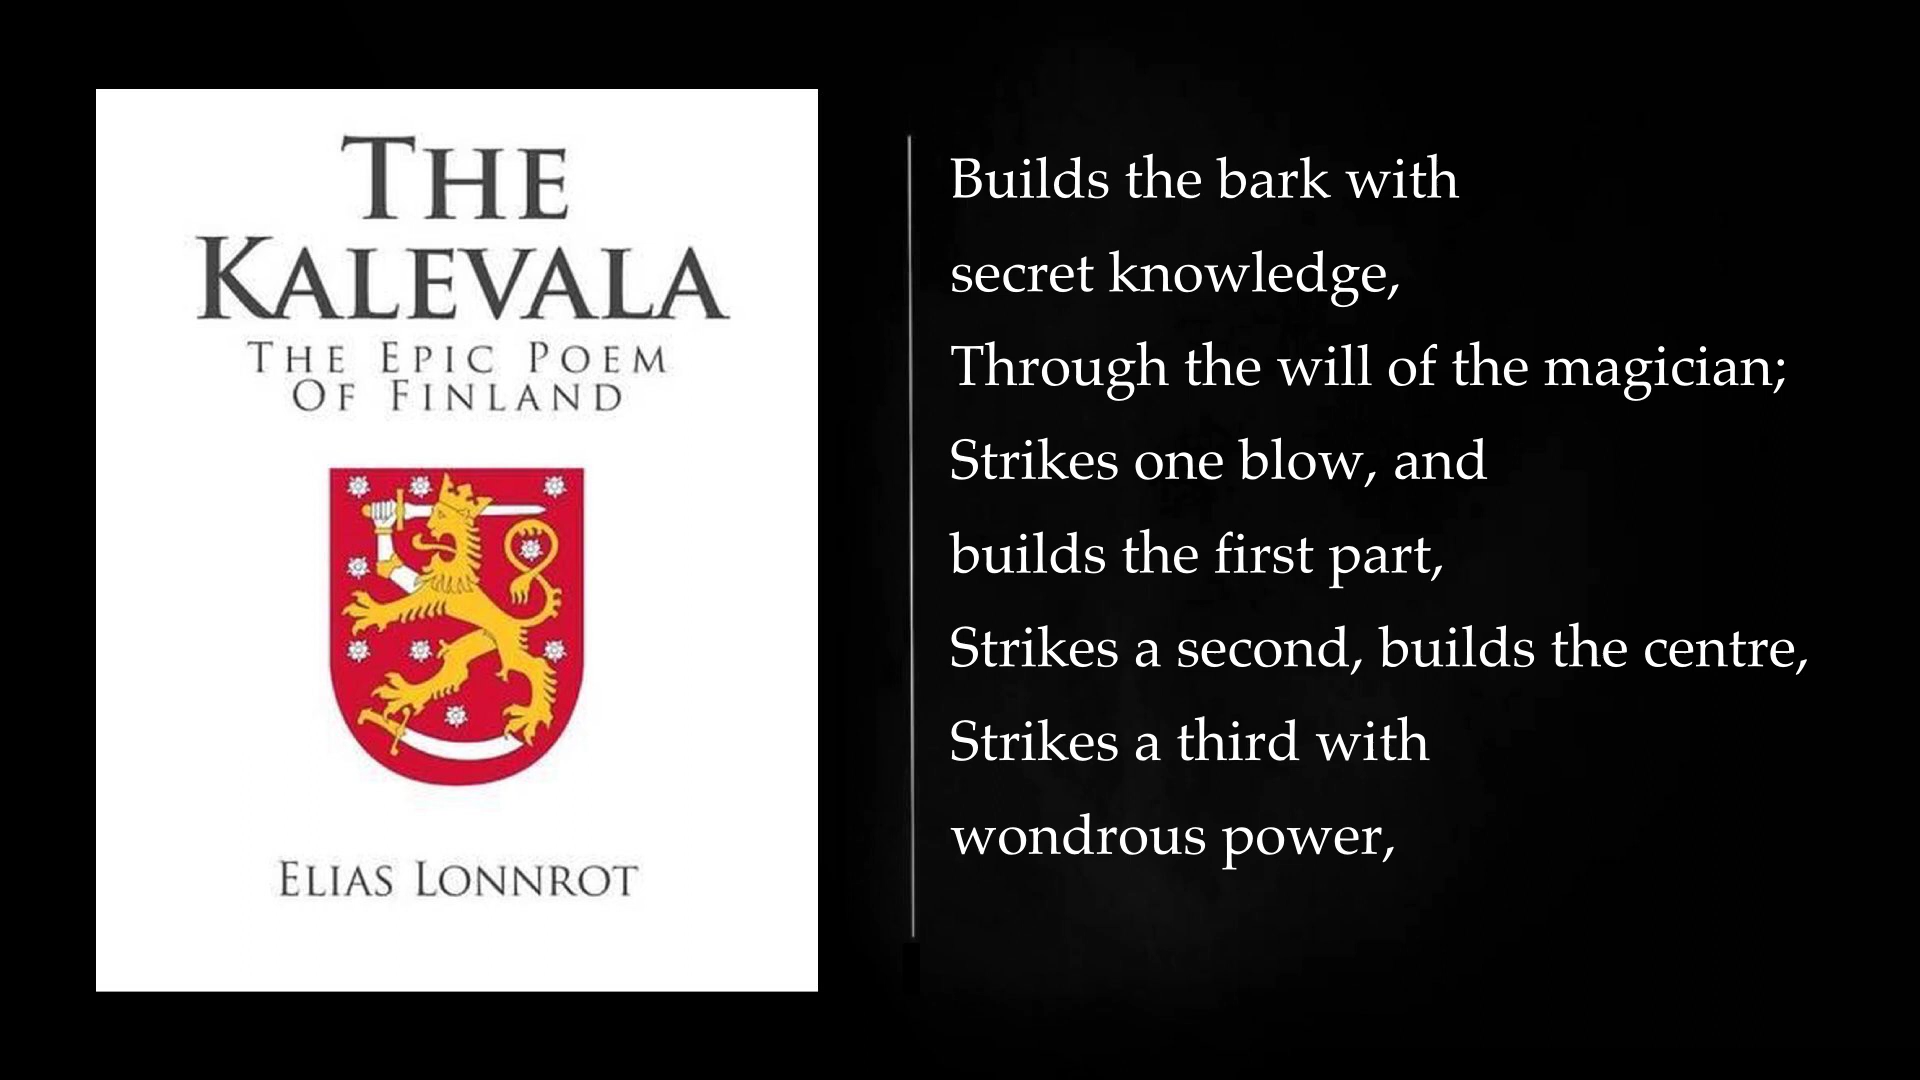 THE
KALEVALA
THE EPIC POEM
OF FINLAND
ELIAS LONNROT
Builds the bark with
secret knowledge,
Through the will of the magician;
Strikes one blow, and
builds the first part,
Strikes a second, builds the centre,
Strikes a third with
wondrous power,